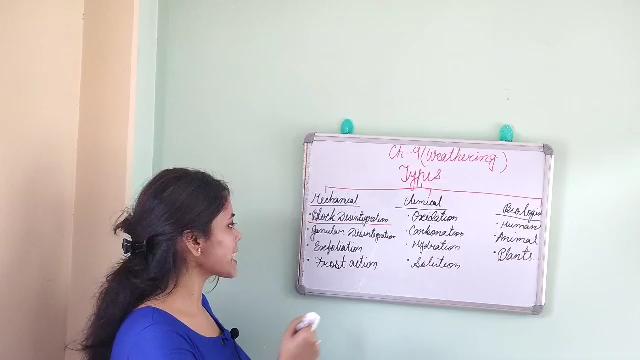 Ch. 9 (Weathering)
Types
Mechanical
• Block Disintegration
• Granular Disintegration
• Exfoliation
• Frost action
Chemical
• Oxidation
• Carbonation
• Hydration
• Solution
• Human
• Animal
• Plants